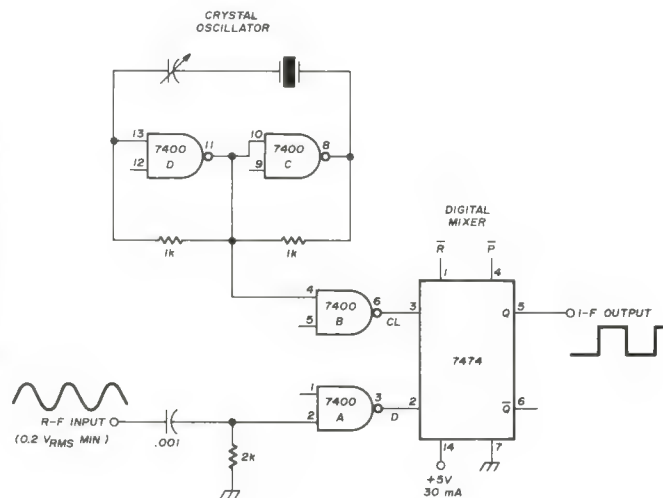 CRYSTAL
OSCILLATOR
13
12
7400
D
11
10
9
7400
C
8
1k
1k
DIGITAL
MIXER
R̅
P̅
1
4
4
5
7400
B
6
CL
3
Q
5
I-F OUTPUT
7474
R-F INPUT
(0.2 VRMS MIN)
.001
2k
1
2
7400
A
3
D
2
Q̅
6
14
7
+5V
30 mA